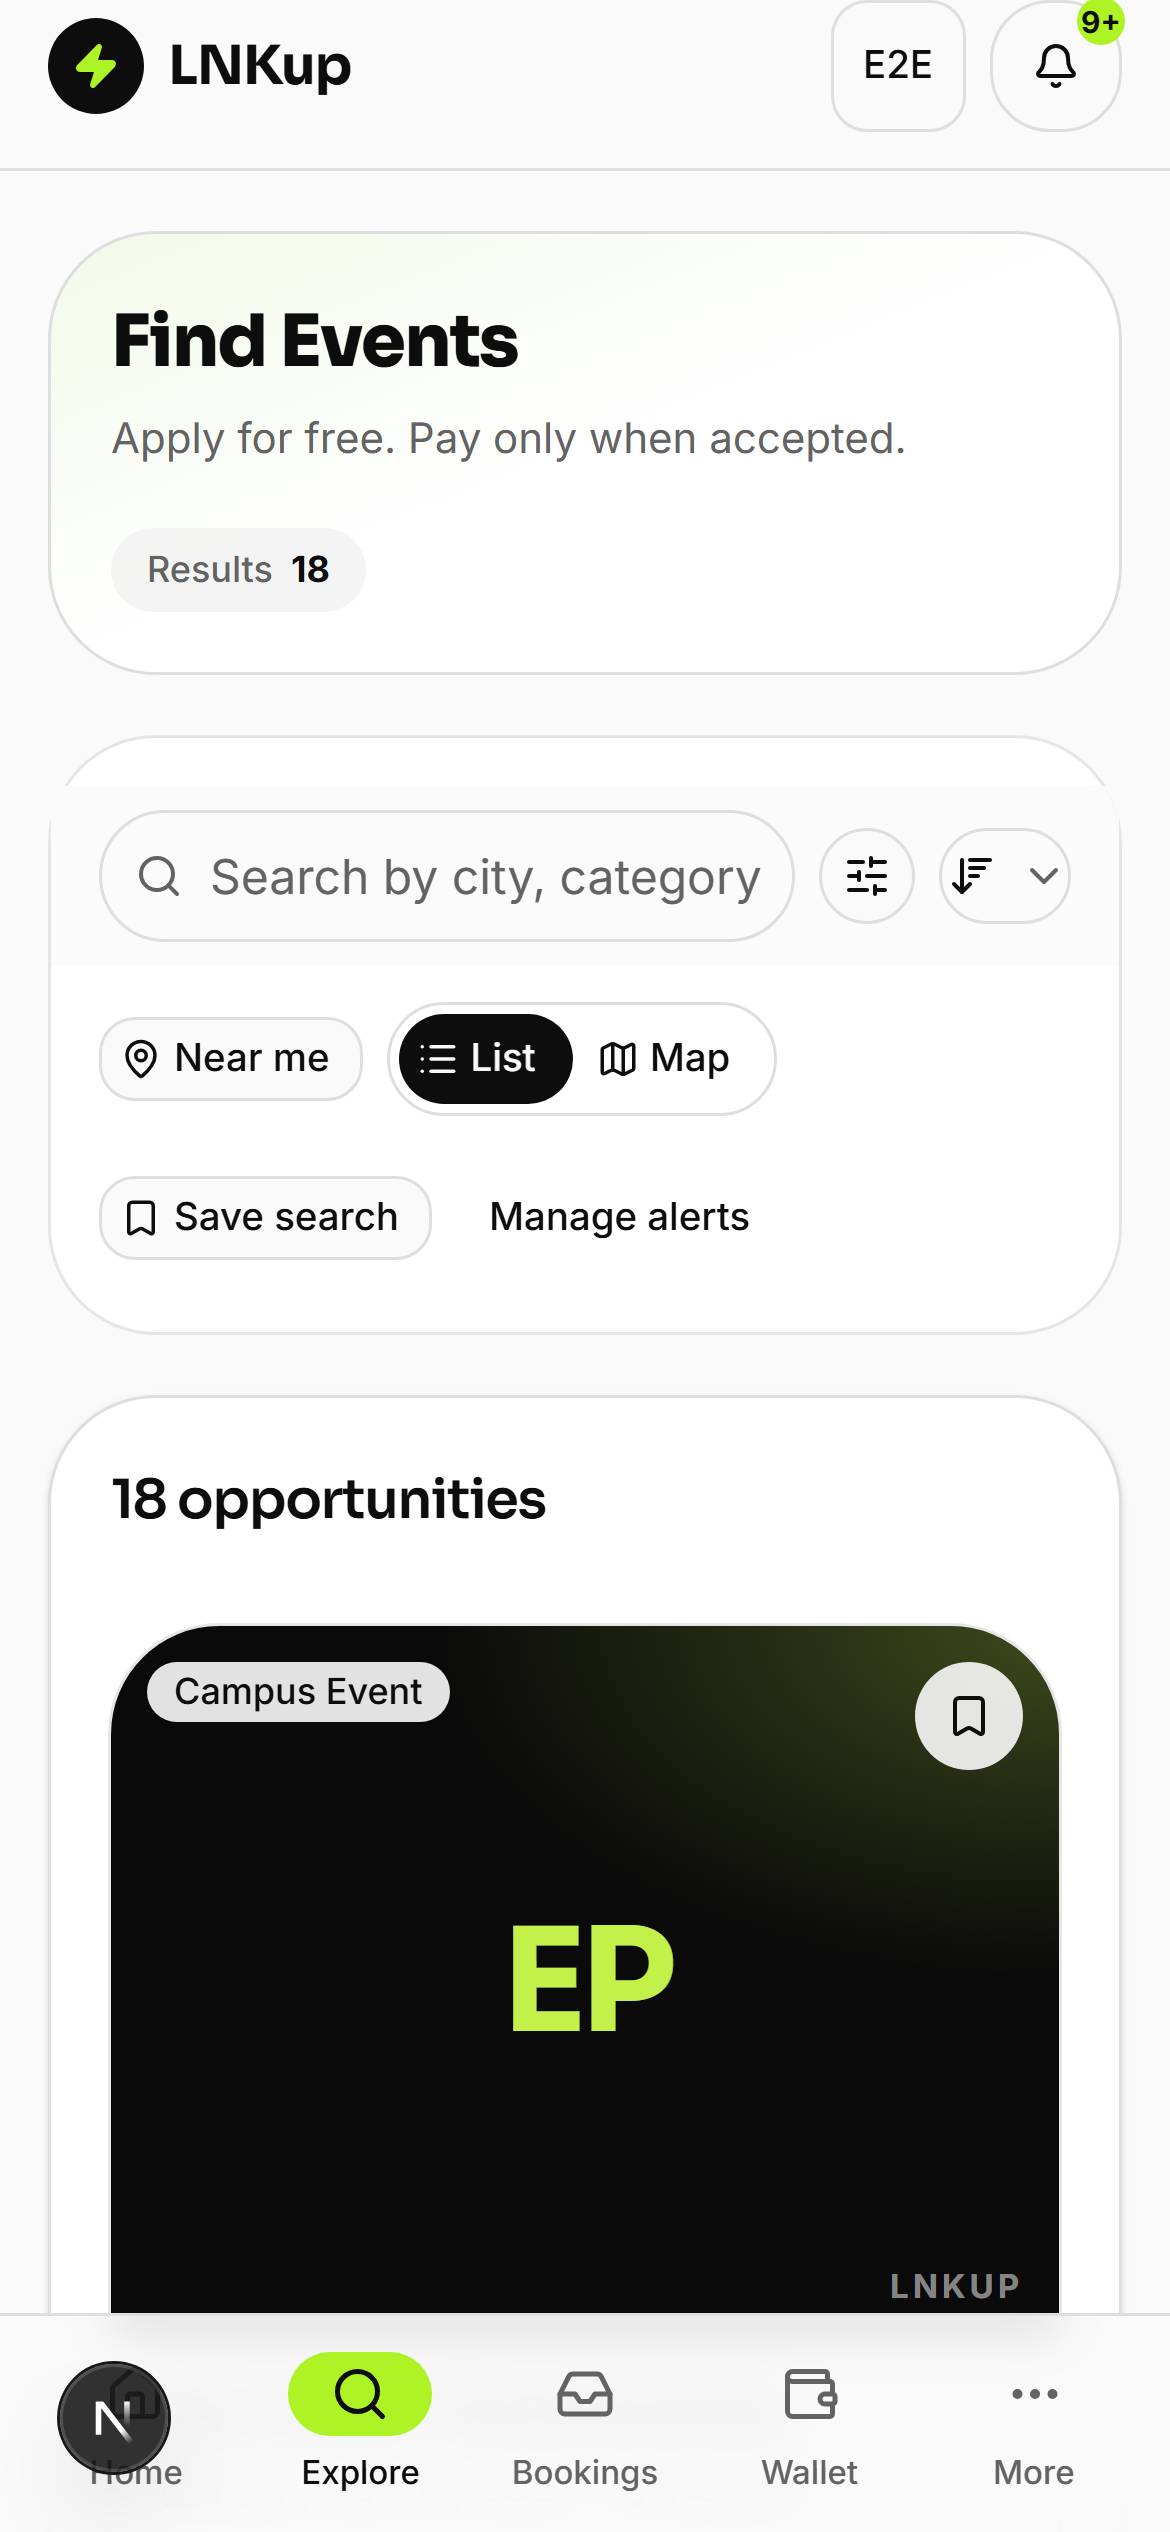 LNKup
E2E
9+
Find Events
Apply for free. Pay only when accepted.
Results 18
Search by city, category
Near me
List
Map
Save search
Manage alerts
18 opportunities
Campus Event
EP
LNKUP
N
Home
Explore
Bookings
Wallet
More